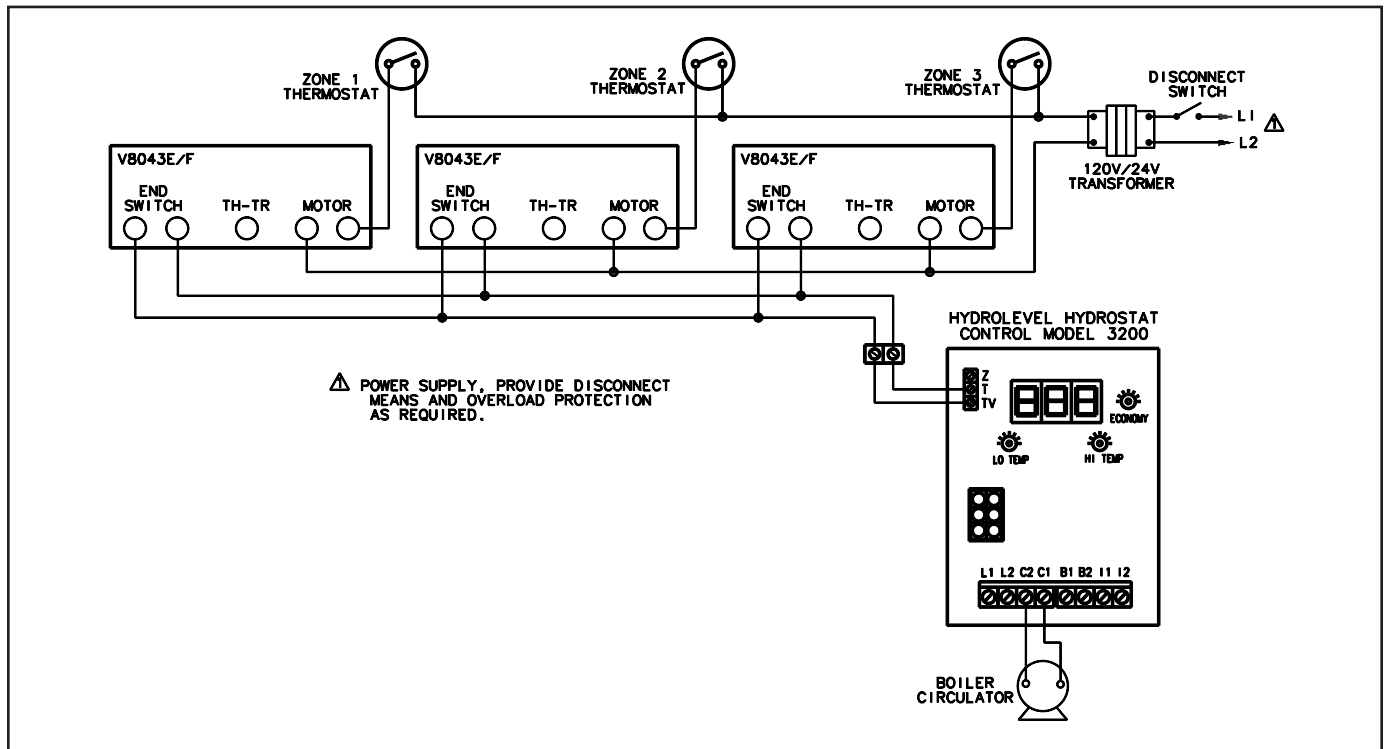 ZONE 1
THERMOSTAT
ZONE 2
THERMOSTAT
ZONE 3
THERMOSTAT
DISCONNECT
SWITCH
L1
L2
120V/24V
TRANSFORMER
V8043E/F
END
SWITCH
TH-TR
MOTOR
V8043E/F
END
SWITCH
TH-TR
MOTOR
V8043E/F
END
SWITCH
TH-TR
MOTOR
HYDROLEVEL HYDROSTAT
CONTROL MODEL 3200
Z
T
TV
888
ECONOMY
LO TEMP
HI TEMP
! POWER SUPPLY, PROVIDE DISCONNECT
MEANS AND OVERLOAD PROTECTION
AS REQUIRED.
L1 L2 C2 C1 B1 B2 I1 I2
BOILER
CIRCULATOR